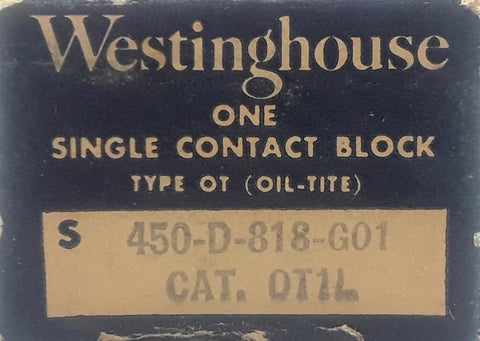 Westinghouse
ONE
SINGLE CONTACT BLOCK
TYPE OT (OIL-TITE)
S 450-D-818-G01
CAT. OT1L